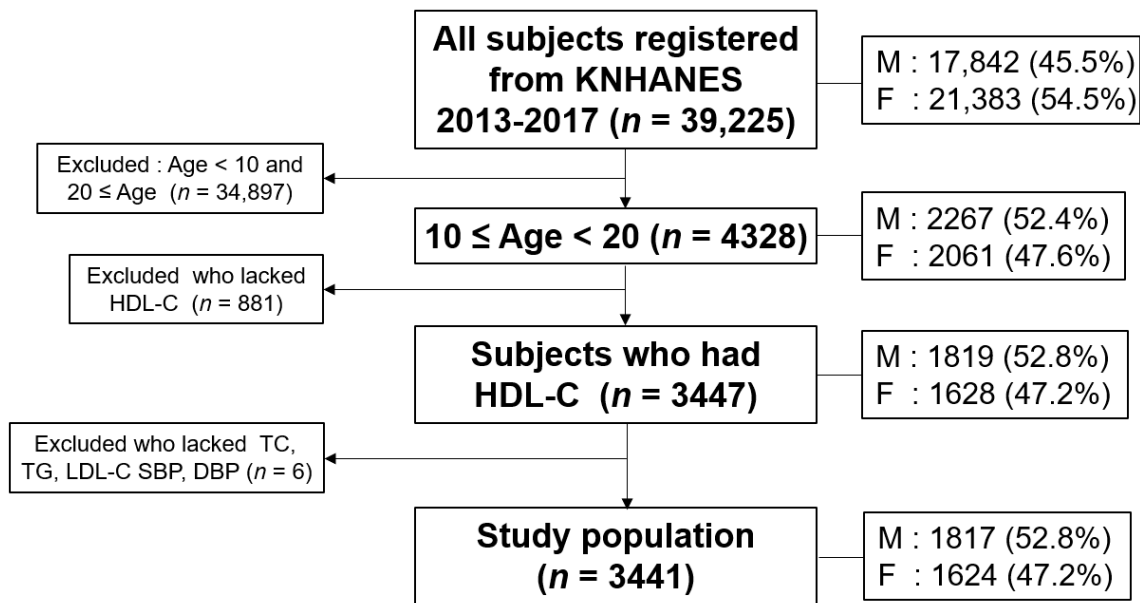 All subjects registered
from KNHANES
2013-2017 (n = 39,225)
M : 17,842 (45.5%)
F : 21,383 (54.5%)
Excluded : Age < 10 and
20 ≤ Age (n = 34,897)
10 ≤ Age < 20 (n = 4328)
M : 2267 (52.4%)
F : 2061 (47.6%)
Excluded who lacked
HDL-C (n = 881)
Subjects who had
HDL-C (n = 3447)
M : 1819 (52.8%)
F : 1628 (47.2%)
Excluded who lacked TC,
TG, LDL-C SBP, DBP (n = 6)
Study population
(n = 3441)
M : 1817 (52.8%)
F : 1624 (47.2%)